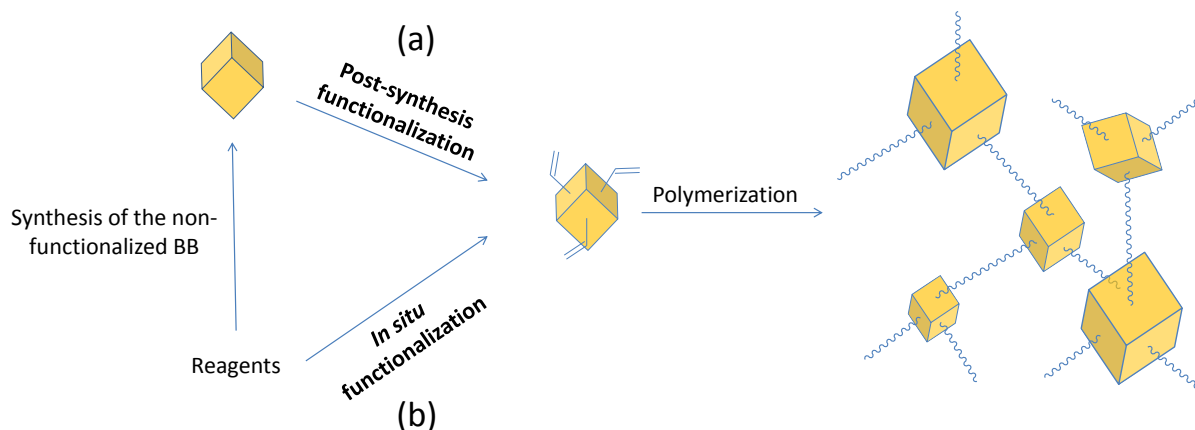 (a)
Post-synthesis
functionalization
Synthesis of the non-
functionalized BB
Polymerization
In situ
functionalization
Reagents
(b)